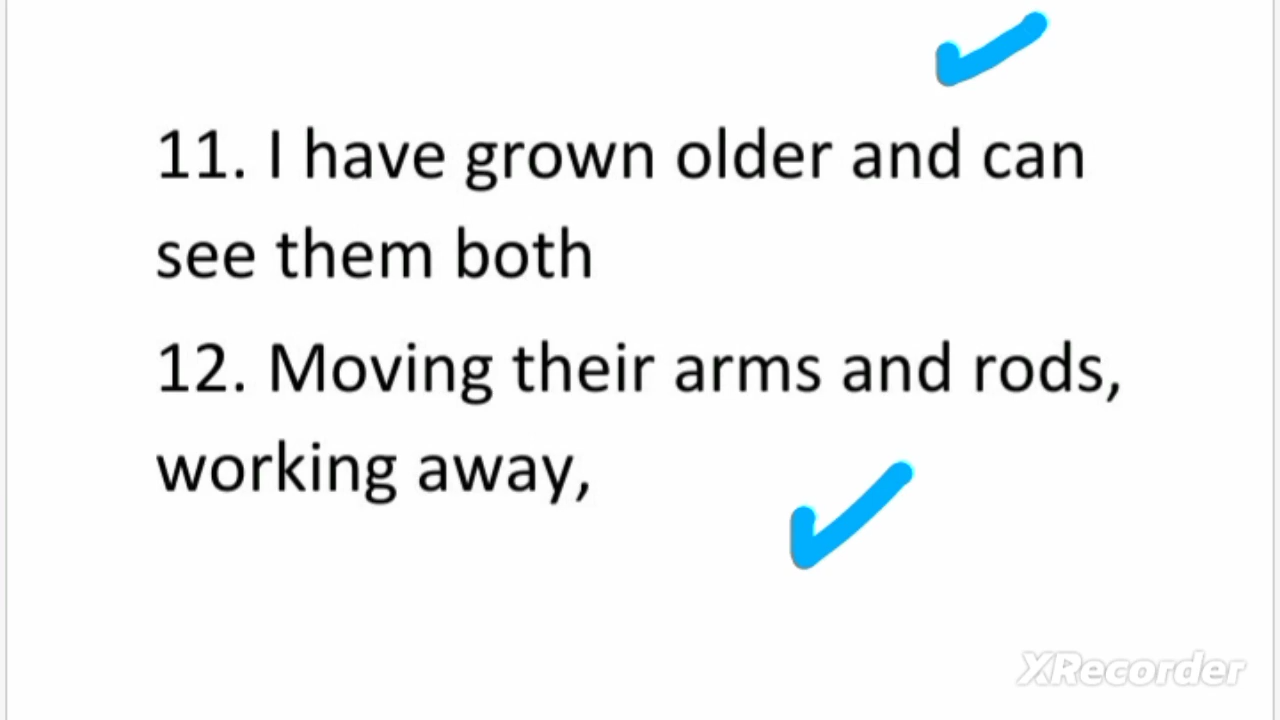 11. I have grown older and can
see them both
12. Moving their arms and rods,
working away,
XRecorder